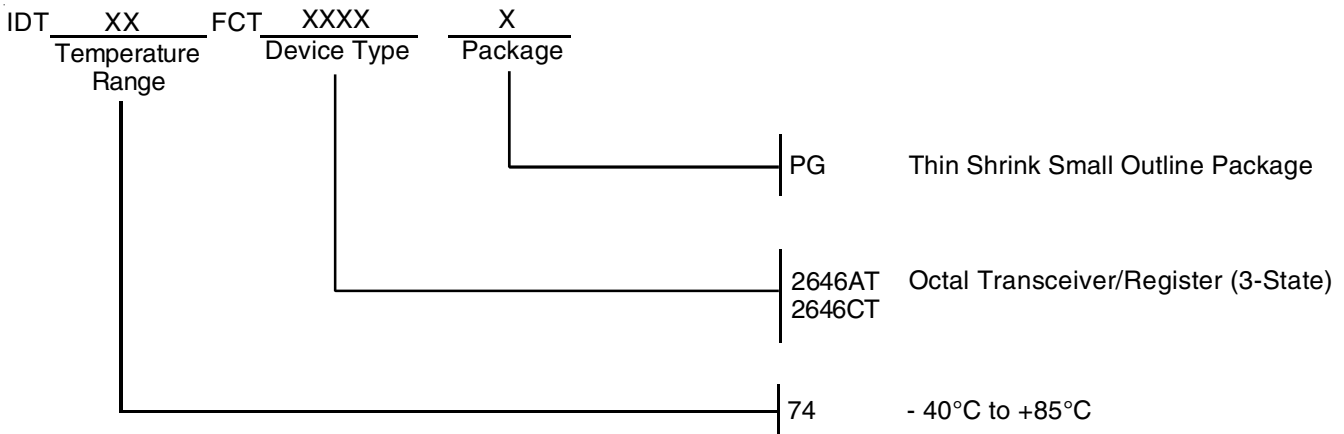 IDT XX FCT XXXX X
Temperature Range Device Type Package
PG Thin Shrink Small Outline Package
2646AT Octal Transceiver/Register (3-State)
2646CT
74 - 40°C to +85°C